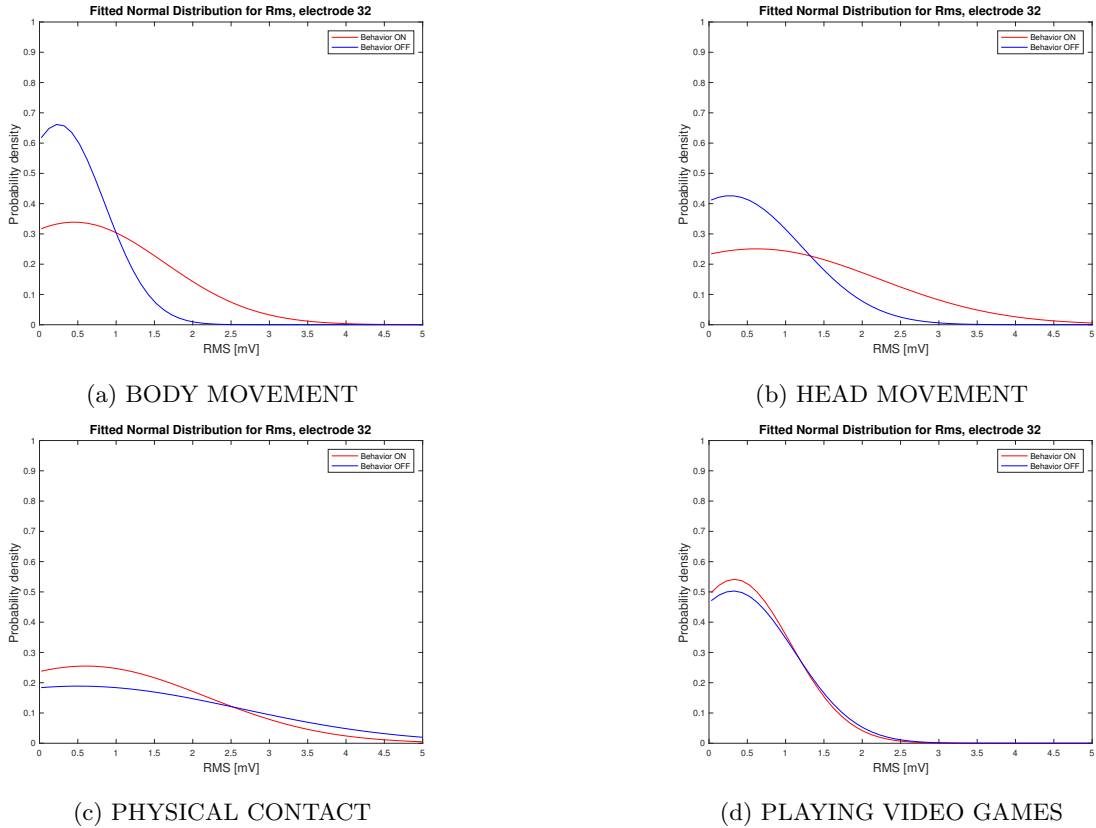 Fitted Normal Distribution for Rms, electrode 32
Behavior ON
Behavior OFF
Probability density
1
0.9
0.8
0.7
0.6
0.5
0.4
0.3
0.2
0.1
0
0 0.5 1 1.5 2 2.5 3 3.5 4 4.5 5
RMS [mV]
(a) BODY MOVEMENT
Fitted Normal Distribution for Rms, electrode 32
Behavior ON
Behavior OFF
Probability density
1
0.9
0.8
0.7
0.6
0.5
0.4
0.3
0.2
0.1
0
0 0.5 1 1.5 2 2.5 3 3.5 4 4.5 5
RMS [mV]
(b) HEAD MOVEMENT
Fitted Normal Distribution for Rms, electrode 32
Behavior ON
Behavior OFF
Probability density
1
0.9
0.8
0.7
0.6
0.5
0.4
0.3
0.2
0.1
0
0 0.5 1 1.5 2 2.5 3 3.5 4 4.5 5
RMS [mV]
(c) PHYSICAL CONTACT
Fitted Normal Distribution for Rms, electrode 32
Behavior ON
Behavior OFF
Probability density
1
0.9
0.8
0.7
0.6
0.5
0.4
0.3
0.2
0.1
0
0 0.5 1 1.5 2 2.5 3 3.5 4 4.5 5
RMS [mV]
(d) PLAYING VIDEO GAMES